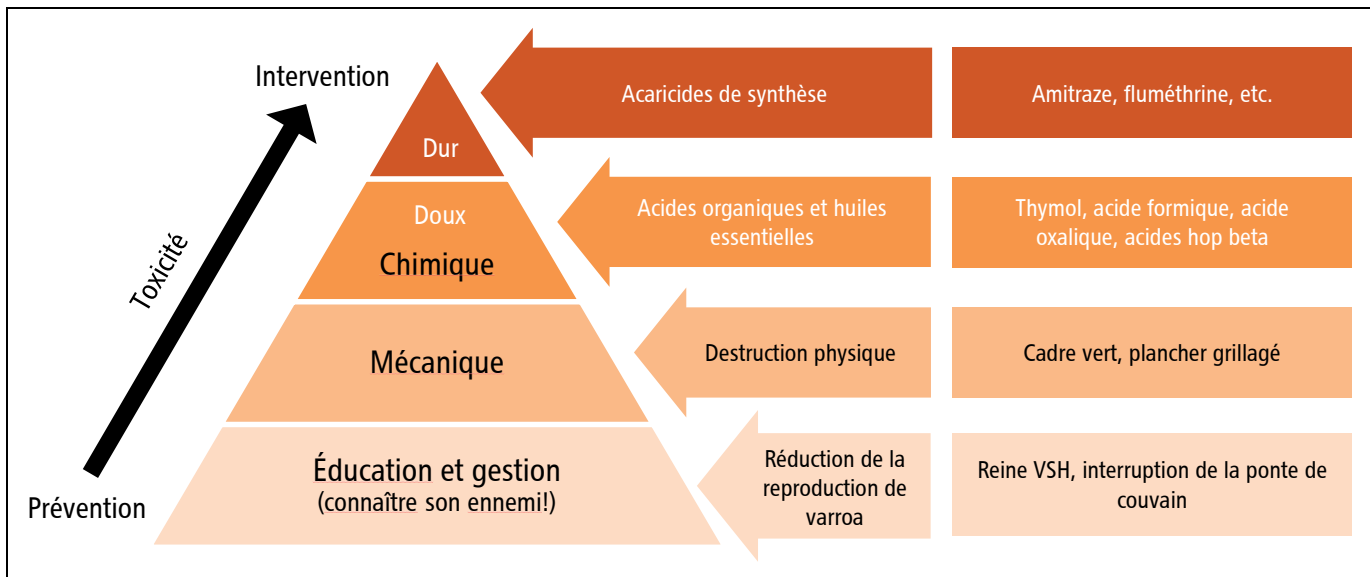 Intervention
Toxicité
Prévention
Dur
Acaricides de synthèse
Amitraze, fluméthrine, etc.
Doux
Chimique
Acides organiques et huiles
essentielles
Thymol, acide formique, acide
oxalique, acides hop beta
Mécanique
Destruction physique
Cadre vert, plancher grillagé
Éducation et gestion
(connaître son ennemi!)
Réduction de la
reproduction de
varroa
Reine VSH, interruption de la ponte de
couvain